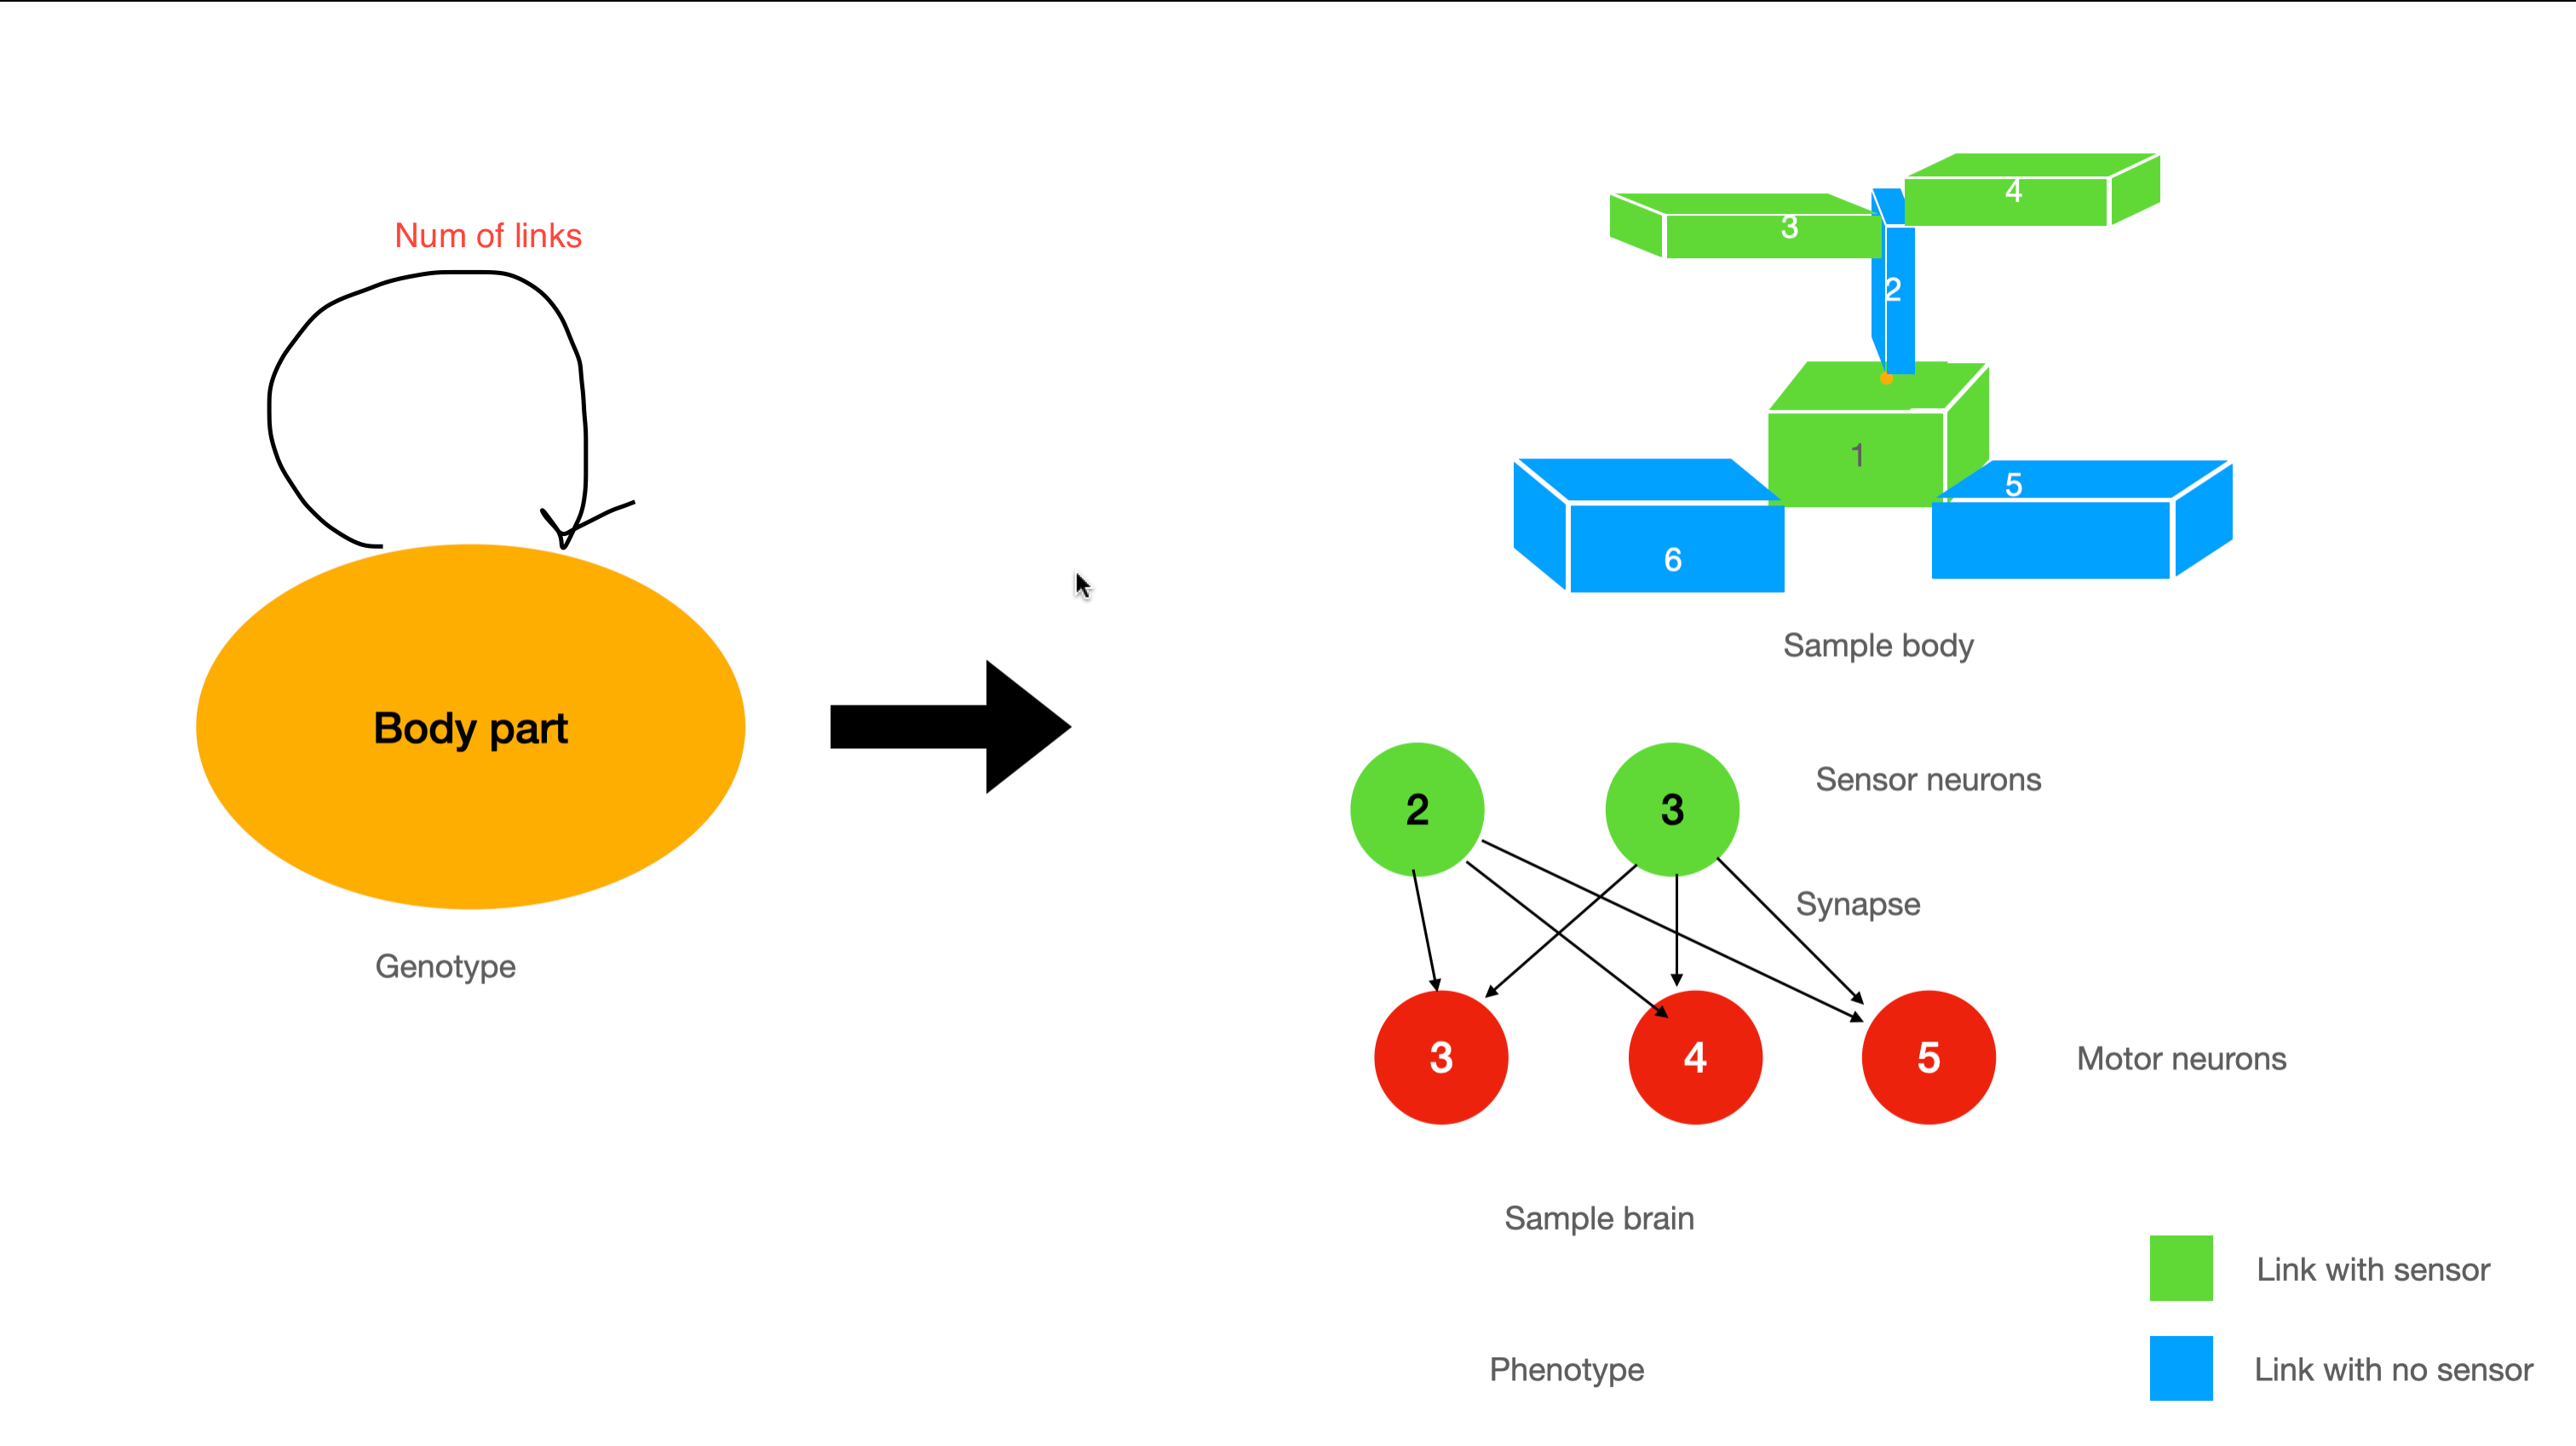 Num of links
Body part
Genotype
4
3
2
1
5
6
Sample body
2
3
Sensor neurons
Synapse
3
4
5
Motor neurons
Sample brain
Link with sensor
Phenotype
Link with no sensor